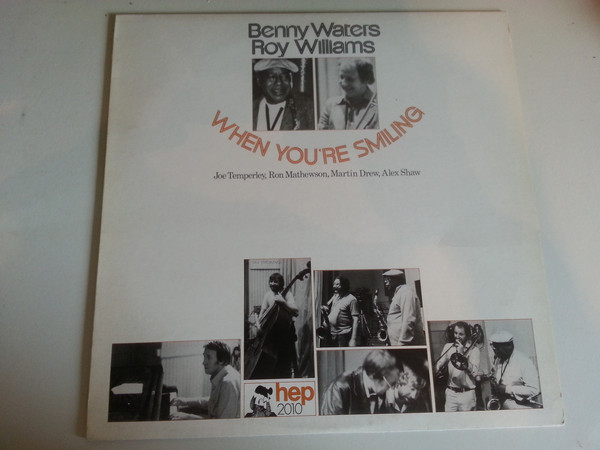 Benny Waters
Roy Williams
WHEN YOU'RE SMILING
Joe Temperley, Ron Mathewson, Martin Drew, Alex Shaw
hep
2010